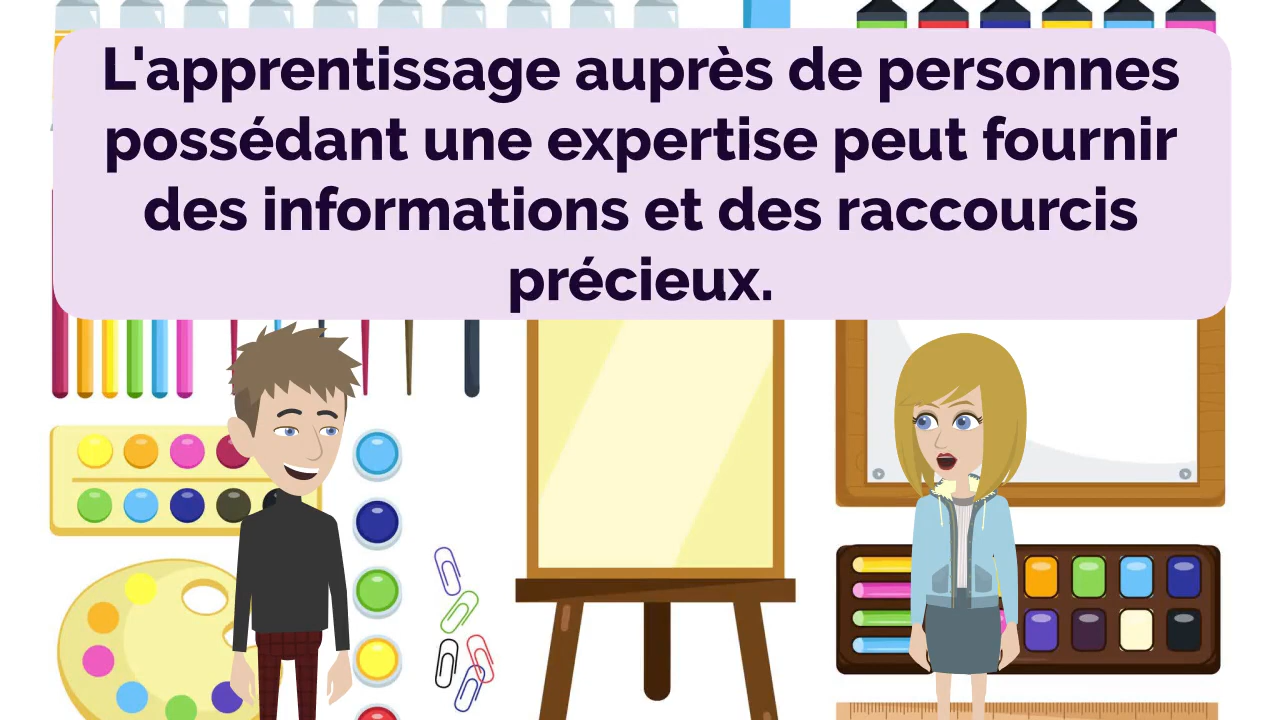 L'apprentissage auprès de personnes
possédant une expertise peut fournir
des informations et des raccourcis
précieux.